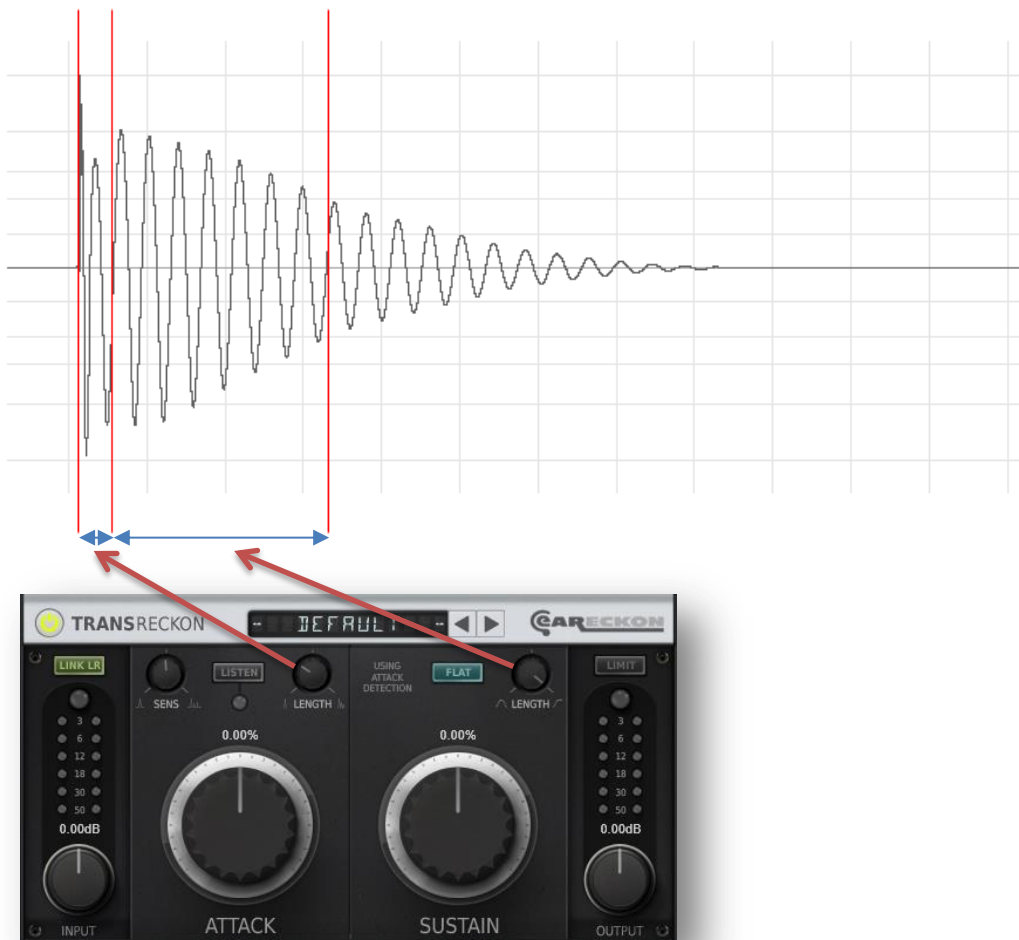 TRANSRECKON
-- DEFAULT --
EARECKON
LINK LR
LISTEN
USING
ATTACK
DETECTION
FLAT
LIMIT
SENS
LENGTH
LENGTH
3
6
12
18
30
50
0.00dB
INPUT
0.00%
ATTACK
0.00%
SUSTAIN
3
6
12
18
30
50
0.00dB
OUTPUT